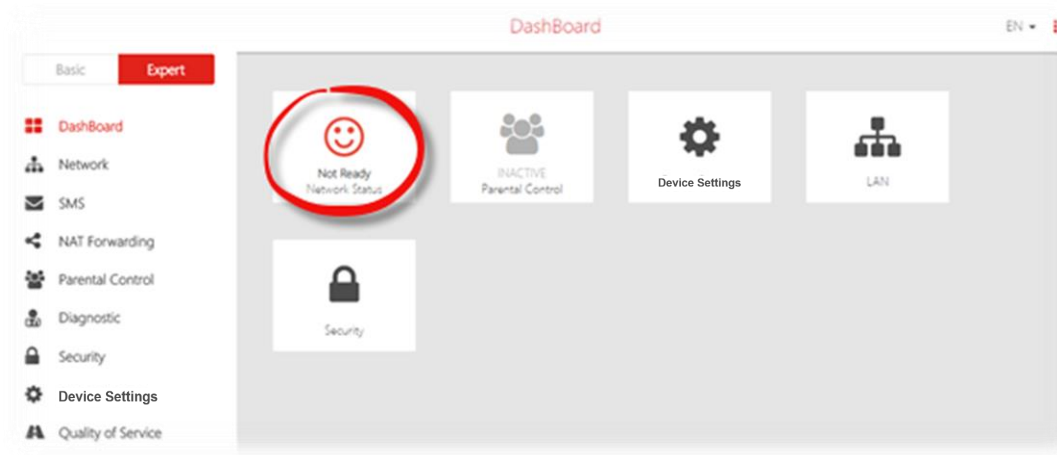 DashBoard
EN
Basic
Expert
DashBoard
Network
SMS
NAT Forwarding
Parental Control
Diagnostic
Security
Device Settings
Quality of Service
Not Ready
Network Status
INACTIVE
Parental Control
Device Settings
LAN
Security